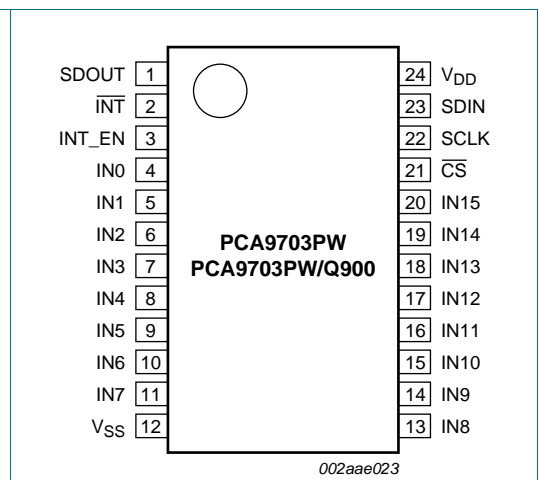 SDOUT 1 24 V_DD
INT 2 23 SDIN
INT_EN 3 22 SCLK
IN0 4 21 CS
IN1 5 20 IN15
IN2 6 19 IN14
PCA9703PW
IN3 7 18 IN13
PCA9703PW/Q900
IN4 8 17 IN12
IN5 9 16 IN11
IN6 10 15 IN10
IN7 11 14 IN9
V_SS 12 13 IN8
002aae023